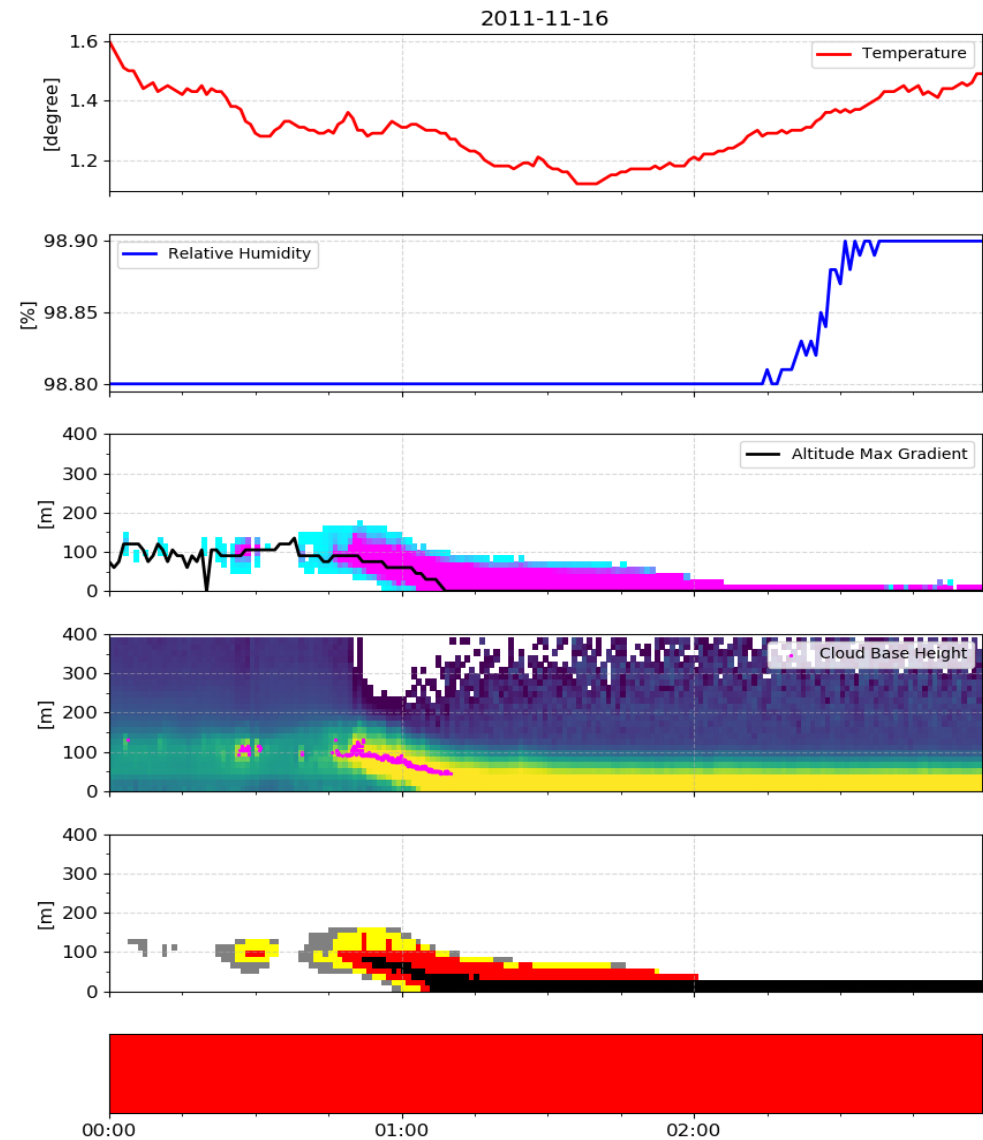 2011-11-16
1.6
1.4
1.2
[degree]
Temperature
98.90
98.85
98.80
[%]
Relative Humidity
400
300
200
100
0
[m]
Altitude Max Gradient
400
300
200
100
0
[m]
Cloud Base Height
400
300
200
100
0
[m]
00:00 01:00 02:00